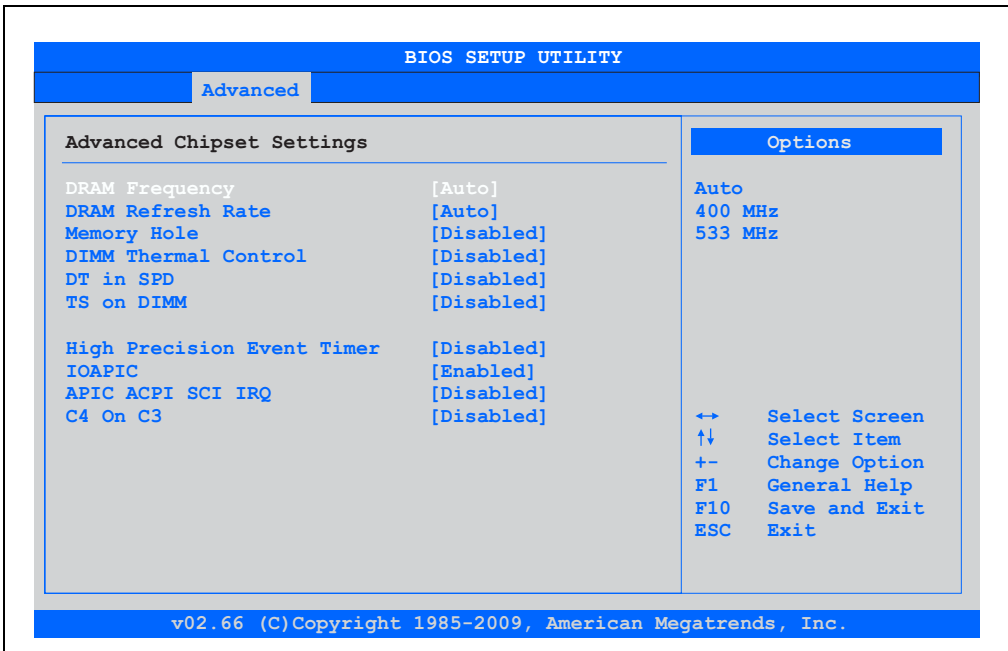 BIOS SETUP UTILITY
Advanced
Advanced Chipset Settings
DRAM Frequency [Auto]
DRAM Refresh Rate [Auto]
Memory Hole [Disabled]
DIMM Thermal Control [Disabled]
DT in SPD [Disabled]
TS on DIMM [Disabled]
High Precision Event Timer [Disabled]
IOAPIC [Enabled]
APIC ACPI SCI IRQ [Disabled]
C4 On C3 [Disabled]
Options
Auto
400 MHz
533 MHz
↔ Select Screen
↑↓ Select Item
+- Change Option
F1 General Help
F10 Save and Exit
ESC Exit
v02.66 (C)Copyright 1985-2009, American Megatrends, Inc.